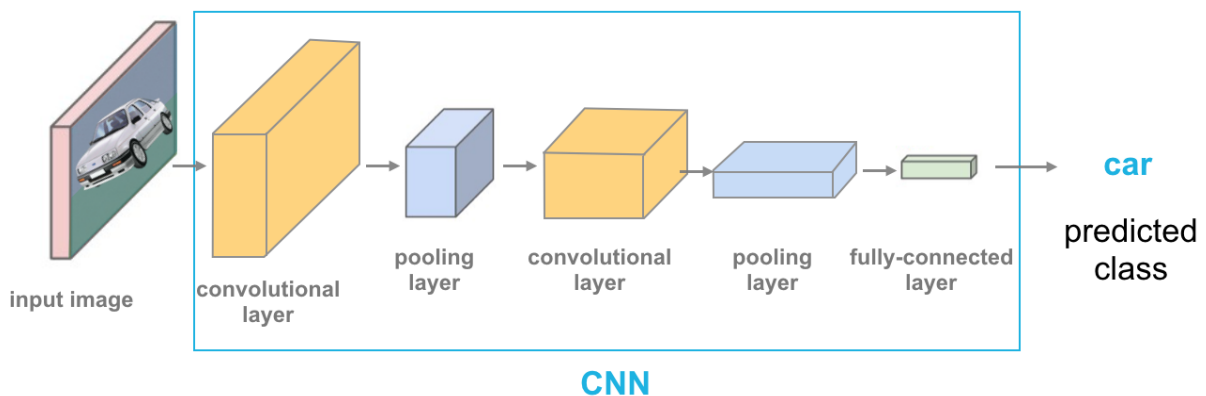 input image
convolutional
layer
pooling
layer
convolutional
layer
pooling
layer
fully-connected
layer
car
predicted
class
CNN